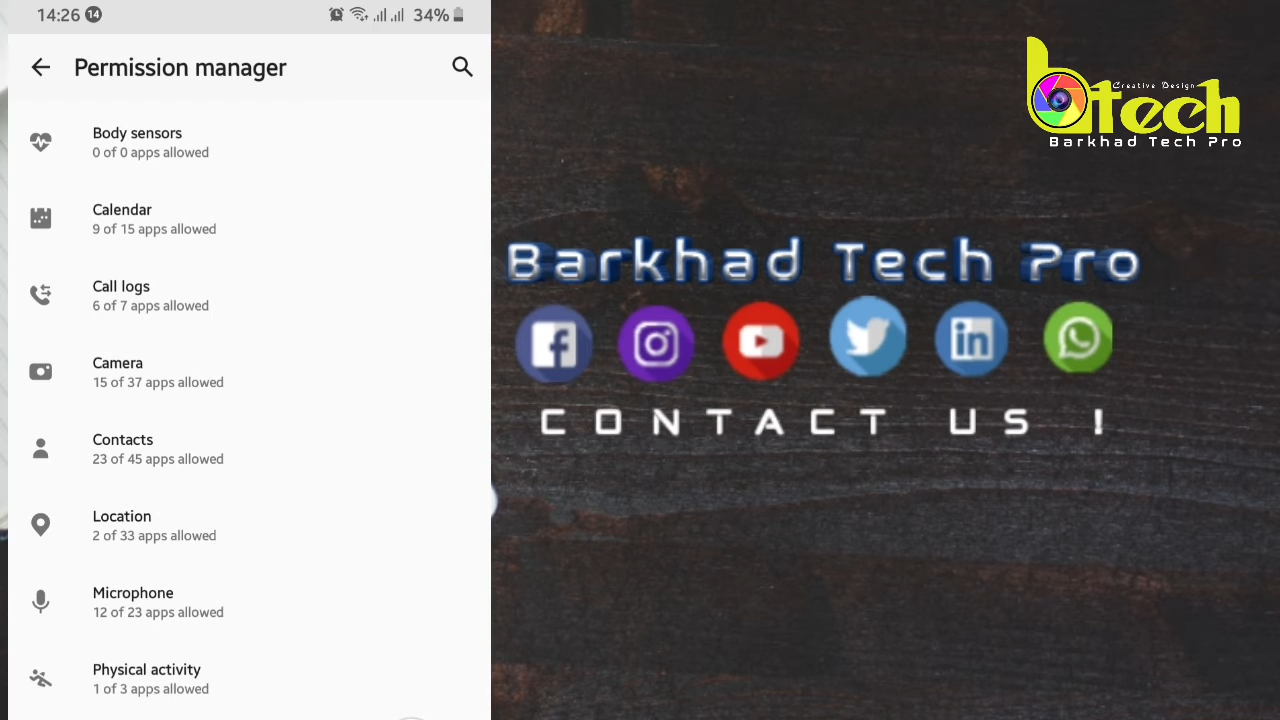 14:26 14 34%
Permission manager
Body sensors
0 of 0 apps allowed
Calendar
9 of 15 apps allowed
Call logs
6 of 7 apps allowed
Camera
15 of 37 apps allowed
Contacts
23 of 45 apps allowed
Location
2 of 33 apps allowed
Microphone
12 of 23 apps allowed
Physical activity
1 of 3 apps allowed
Creative Design
btech
Barkhad Tech Pro
Barkhad Tech Pro
CONTACT US !